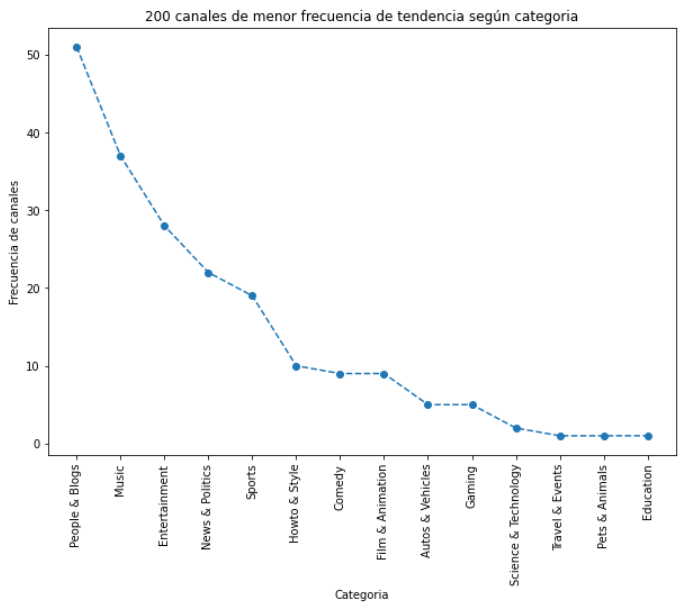 200 canales de menor frecuencia de tendencia según categoria
Frecuencia de canales
50
40
30
20
10
0
People & Blogs
Music
Entertainment
News & Politics
Sports
Howto & Style
Comedy
Film & Animation
Autos & Vehicles
Gaming
Science & Technology
Travel & Events
Pets & Animals
Education
Categoria